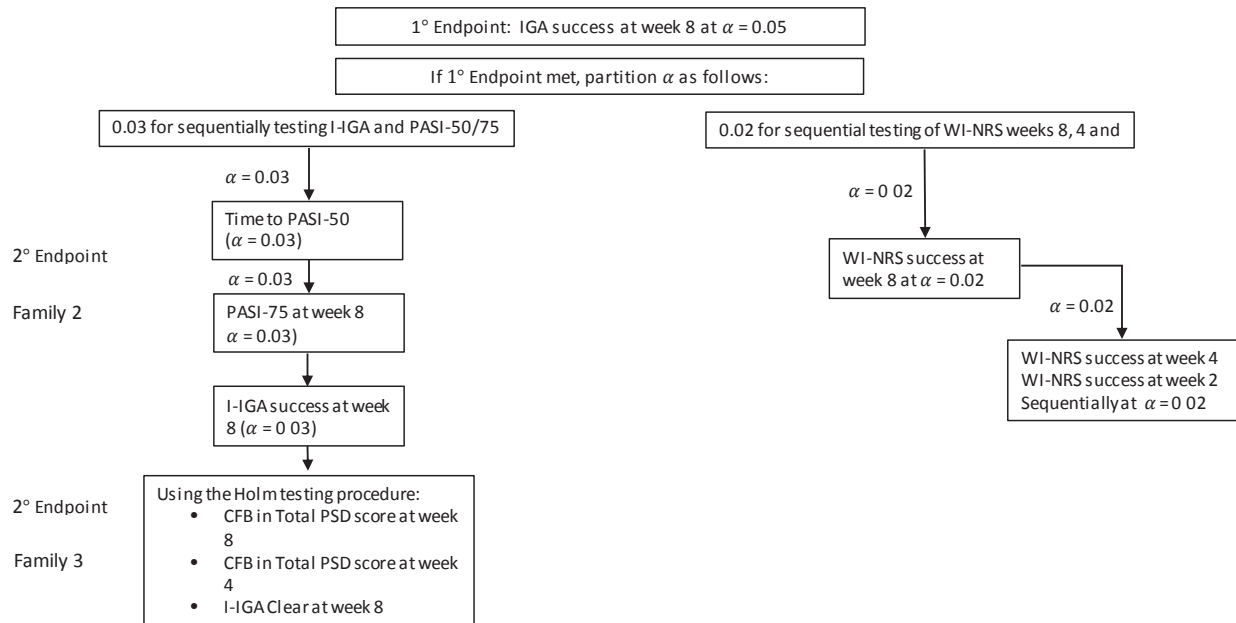 1° Endpoint: IGA success at week 8 at α = 0.05
If 1° Endpoint met, partition α as follows:
0.03 for sequentially testing I-IGA and PASI-50/75
0.02 for sequential testing of WI-NRS weeks 8, 4 and
α = 0.03
α = 0 02
Time to PASI-50
(α = 0.03)
2° Endpoint
α = 0.03
WI-NRS success at
week 8 at α = 0.02
Family 2
PASI-75 at week 8
α = 0.03)
α = 0.02
WI-NRS success at week 4
WI-NRS success at week 2
Sequentially at α = 0 02
I-IGA success at week
8 (α = 0 03)
2° Endpoint
Family 3
Using the Holm testing procedure:
• CFB in Total PSD score at week
8
• CFB in Total PSD score at week
4
• I-IGA Clear at week 8